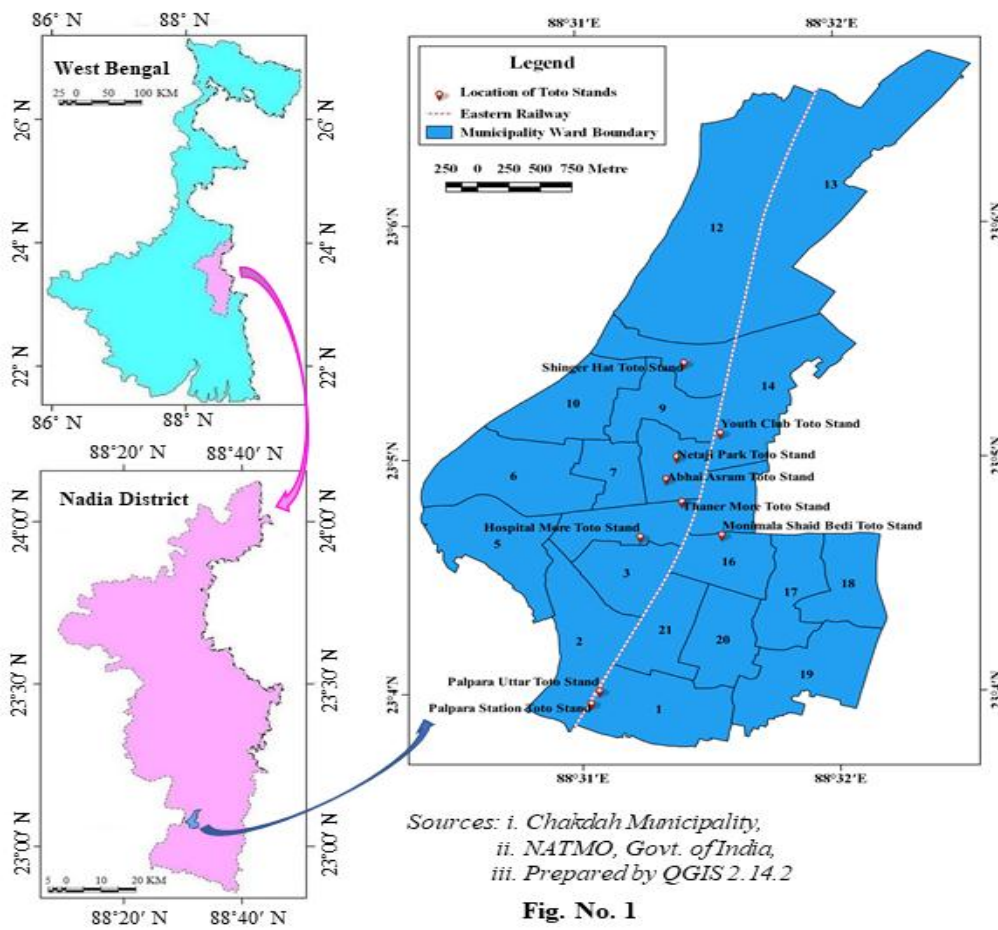 86° N
88° N
West Bengal
25 0 50 100 KM
26° N
26° N
24° N
24° N
22° N
22° N
86° N
88° N
88°20′ N
88°40′ N
Nadia District
24°00′ N
24°00′ N
23°30′ N
23°30′ N
23°00′ N
23°00′ N
5 0 10 20 KM
88°20′ N
88°40′ N
88°31′E
88°32′E
Legend
Location of Toto Stands
Eastern Railway
Municipality Ward Boundary
250 0 250 500 750 Metre
23°6′N
23°6′N
13
12
Shinger Hat Toto Stand
14
10
9
Youth Club Toto Stand
Netaji Park Toto Stand
23°5′N
23°5′N
6
7
Abhai Asram Toto Stand
Thaner More Toto Stand
Hospital More Toto Stand
Monimala Shaid Bedi Toto Stand
5
3
16
17
18
2
21
20
19
Palpara Uttar Toto Stand
Palpara Station Toto Stand
1
23°4′N
23°4′N
88°31′E
88°32′E
Sources: i. Chakdah Municipality,
ii. NATMO, Govt. of India,
iii. Prepared by QGIS 2.14.2
Fig. No. 1